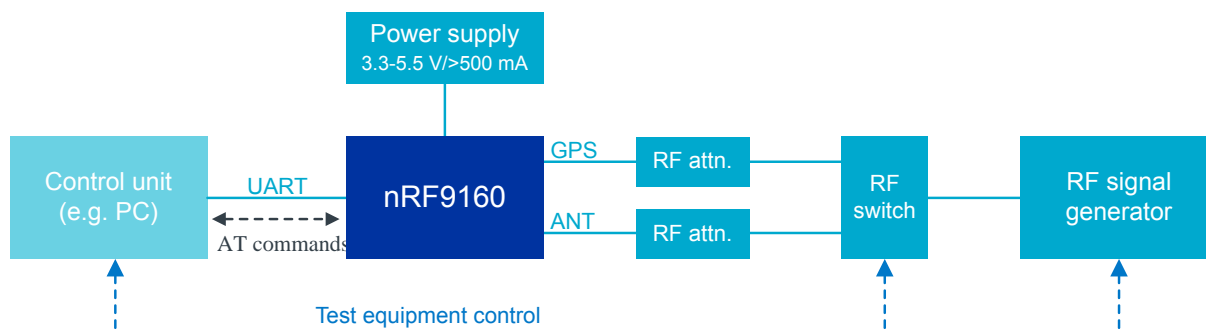 Power supply
3.3-5.5 V/>500 mA
Control unit
(e.g. PC)
UART
AT commands
nRF9160
GPS
RF attn.
ANT
RF attn.
RF
switch
RF signal
generator
Test equipment control